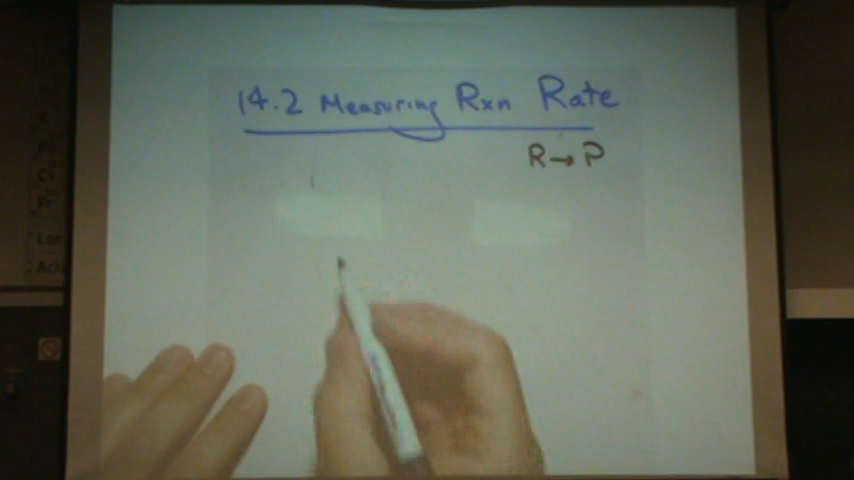 14.2 Measuring Rxn Rate
R → P